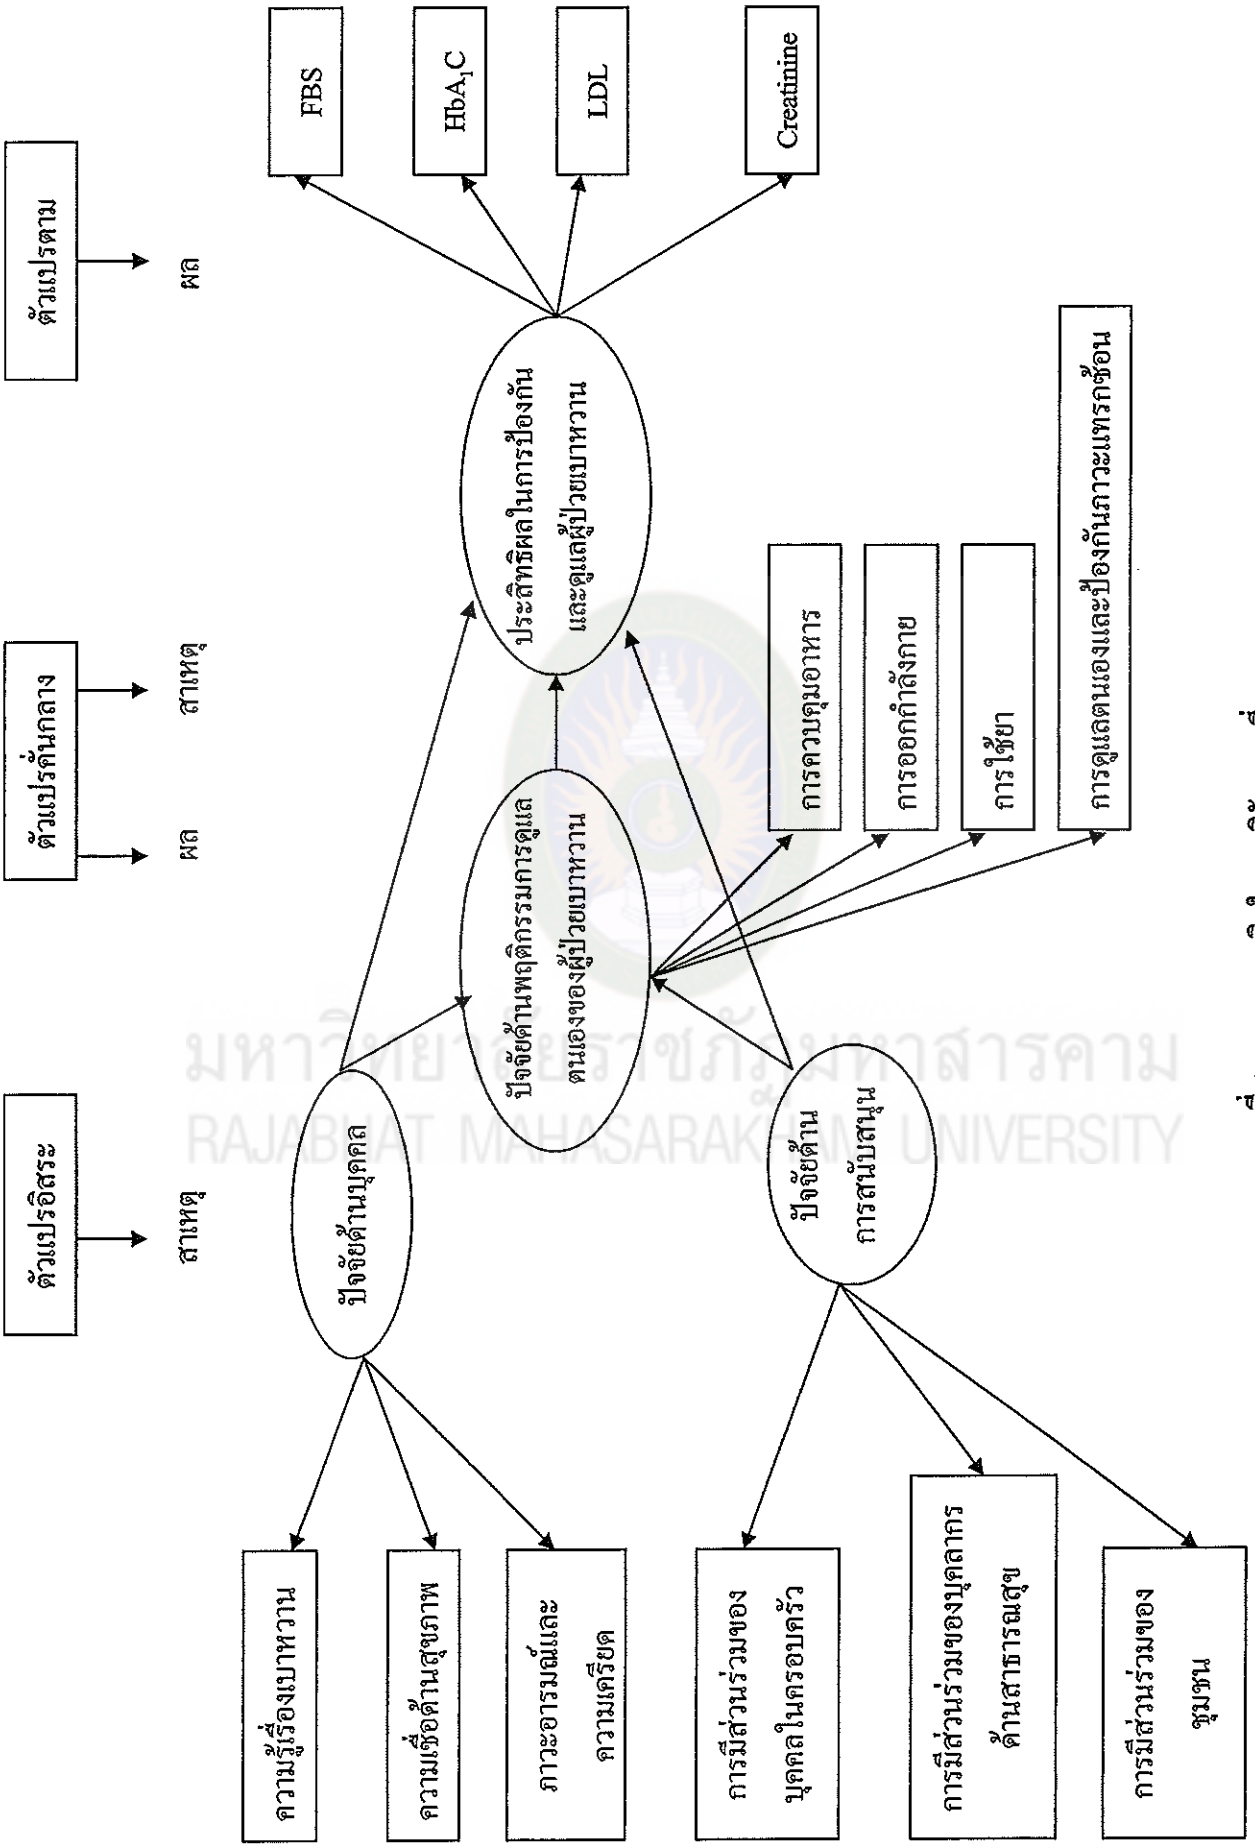 ตัวแปรอิสระ
สาเหตุ
ตัวแปรคั่นกลาง
ผล
สาเหตุ
ตัวแปรตาม
ผล
ความรู้เรื่องเบาหวาน
ความเชื่อด้านสุขภาพ
ภาวะอารมณ์และ
ความเครียด
ปัจจัยด้านบุคคล
การมีส่วนร่วมของ
บุคคลในครอบครัว
การมีส่วนร่วมของบุคลากร
ด้านสาธารณสุข
การมีส่วนร่วมของ
ชุมชน
ปัจจัยด้าน
การสนับสนุน
ปัจจัยด้านพฤติกรรมการดูแล
ตนเองของผู้ป่วยเบาหวาน
การควบคุมอาหาร
การออกกำลังกาย
การใช้ยา
การดูแลตนเองและป้องกันภาวะแทรกซ้อน
ประสิทธิผลในการป้องกัน
และดูแลผู้ป่วยเบาหวาน
FBS
HbA₁C
LDL
Creatinine
มหาวิทยาลัยราชภัฏมหาสารคาม
RAJABHAT MAHASARAKHAM UNIVERSITY